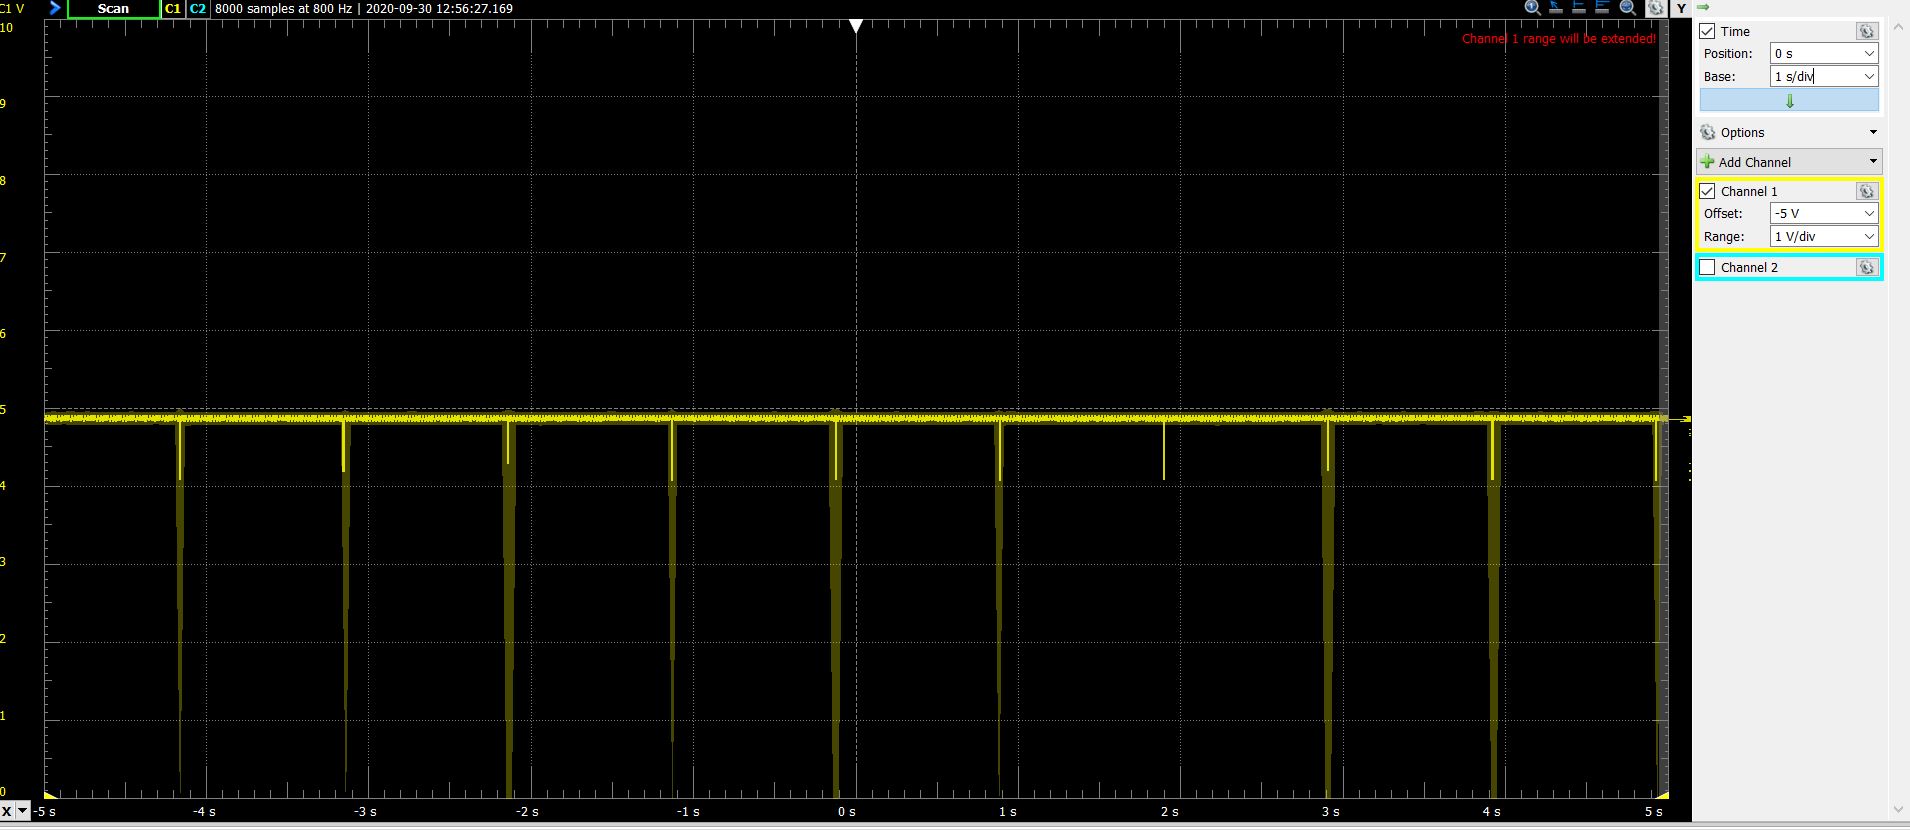 C1 V Scan C1 C2 8000 samples at 800 Hz | 2020-09-30 12:56:27.169 Y
10
9
8
7
6
5
4
3
2
1
0
Channel 1 range will be extended!
X -5 s -4 s -3 s -2 s -1 s 0 s 1 s 2 s 3 s 4 s 5 s
Time
Position: 0 s
Base: 1 s/div
Options
Add Channel
Channel 1
Offset: -5 V
Range: 1 V/div
Channel 2